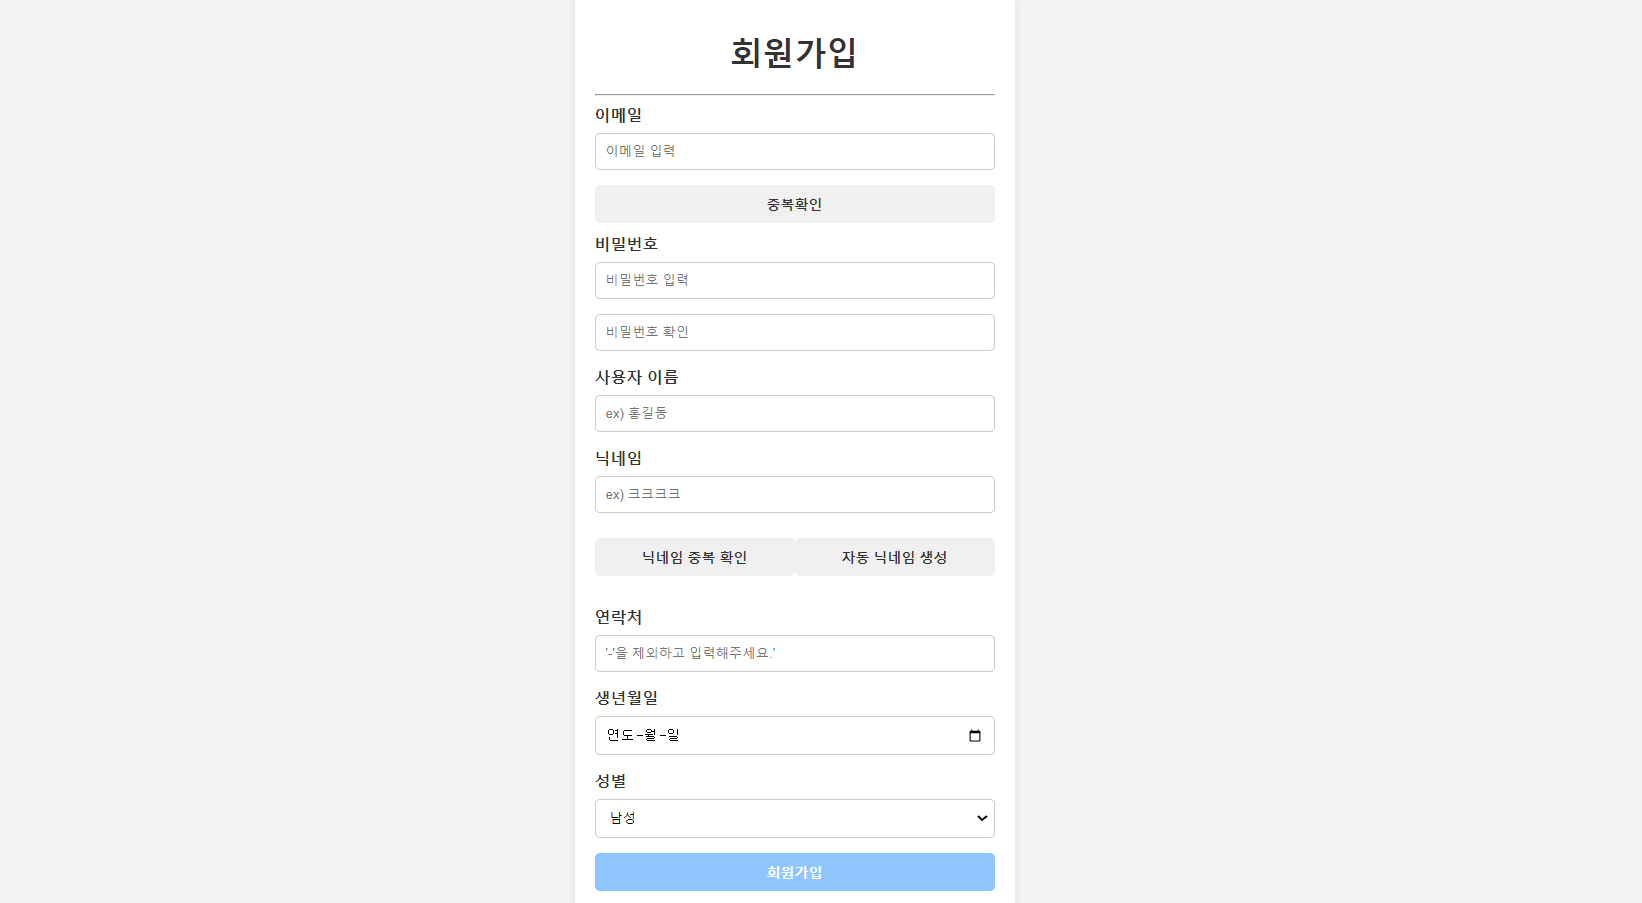 회원가입
이메일
이메일 입력
중복확인
비밀번호
비밀번호 입력
비밀번호 확인
사용자 이름
ex) 홍길동
닉네임
ex) 크크크크
닉네임 중복 확인 자동 닉네임 생성
연락처
'-'을 제외하고 입력해주세요.'
생년월일
연도-월-일
성별
남성
회원가입